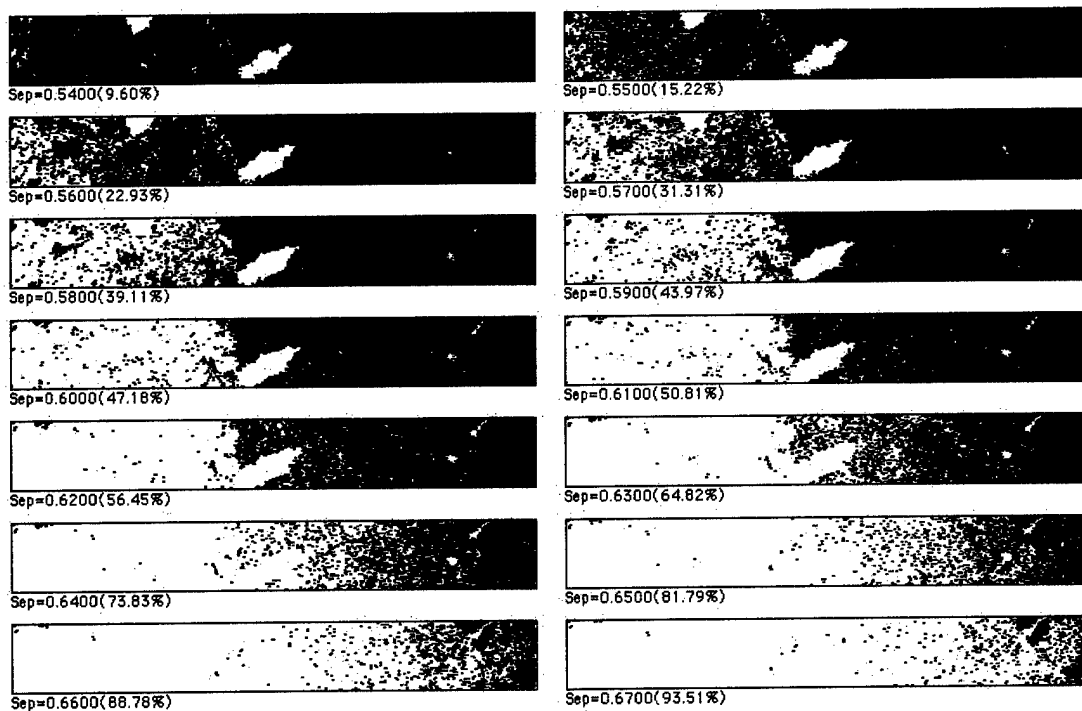 Sep=0.5400(9.60%)
Sep=0.5500(15.22%)
Sep=0.5600(22.93%)
Sep=0.5700(31.31%)
Sep=0.5800(39.11%)
Sep=0.5900(43.97%)
Sep=0.6000(47.18%)
Sep=0.6100(50.81%)
Sep=0.6200(56.45%)
Sep=0.6300(64.82%)
Sep=0.6400(73.83%)
Sep=0.6500(81.79%)
Sep=0.6600(88.78%)
Sep=0.6700(93.51%)